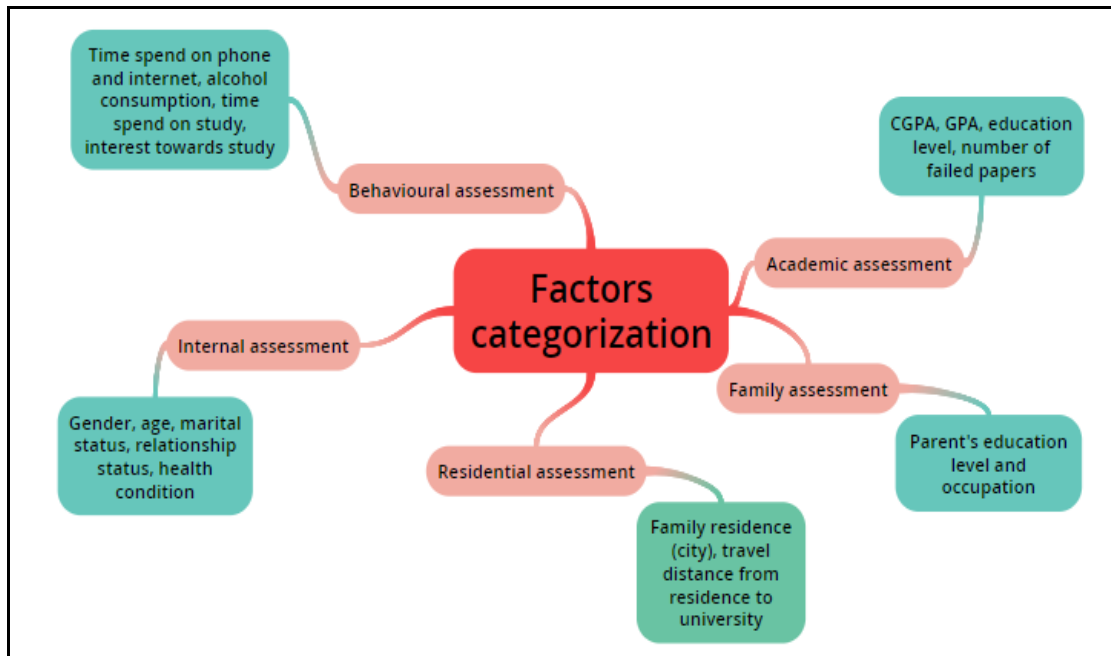 Time spend on phone
and internet, alcohol
consumption, time
spend on study,
interest towards study
Behavioural assessment
CGPA, GPA, education
level, number of
failed papers
Academic assessment
Factors
categorization
Internal assessment
Gender, age, marital
status, relationship
status, health
condition
Family assessment
Parent's education
level and
occupation
Residential assessment
Family residence
(city), travel
distance from
residence to
university